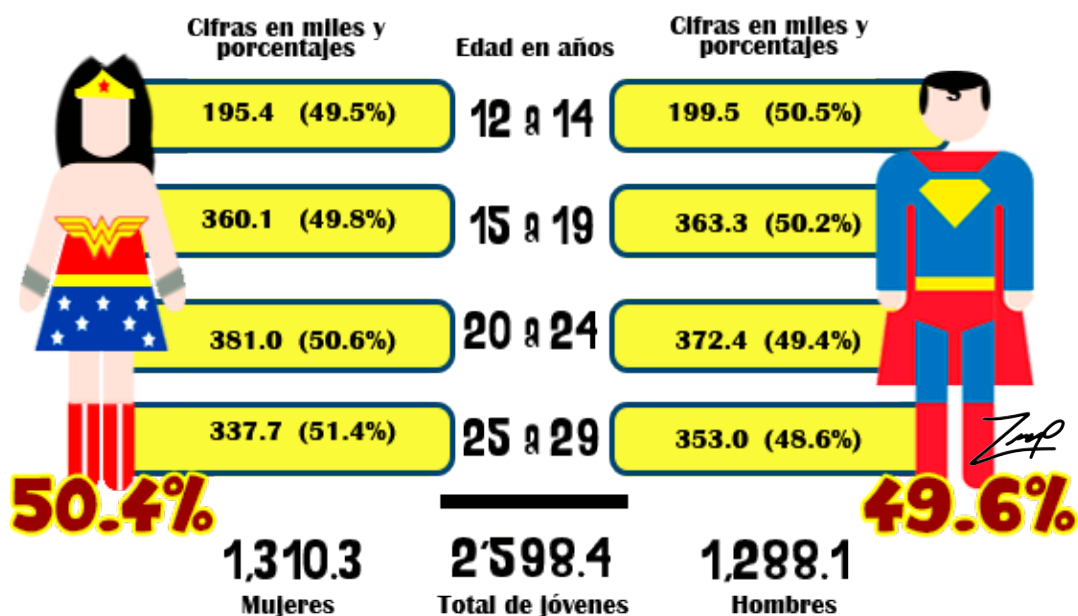 Cifras en miles y
porcentajes
Edad en años
Cifras en miles y
porcentajes
195.4 (49.5%)
12 a 14
199.5 (50.5%)
360.1 (49.8%)
15 a 19
363.3 (50.2%)
381.0 (50.6%)
20 a 24
372.4 (49.4%)
337.7 (51.4%)
25 a 29
353.0 (48.6%)
50.4%
49.6%
1,310.3
2'598.4
1,288.1
Mujeres
Total de jóvenes
Hombres